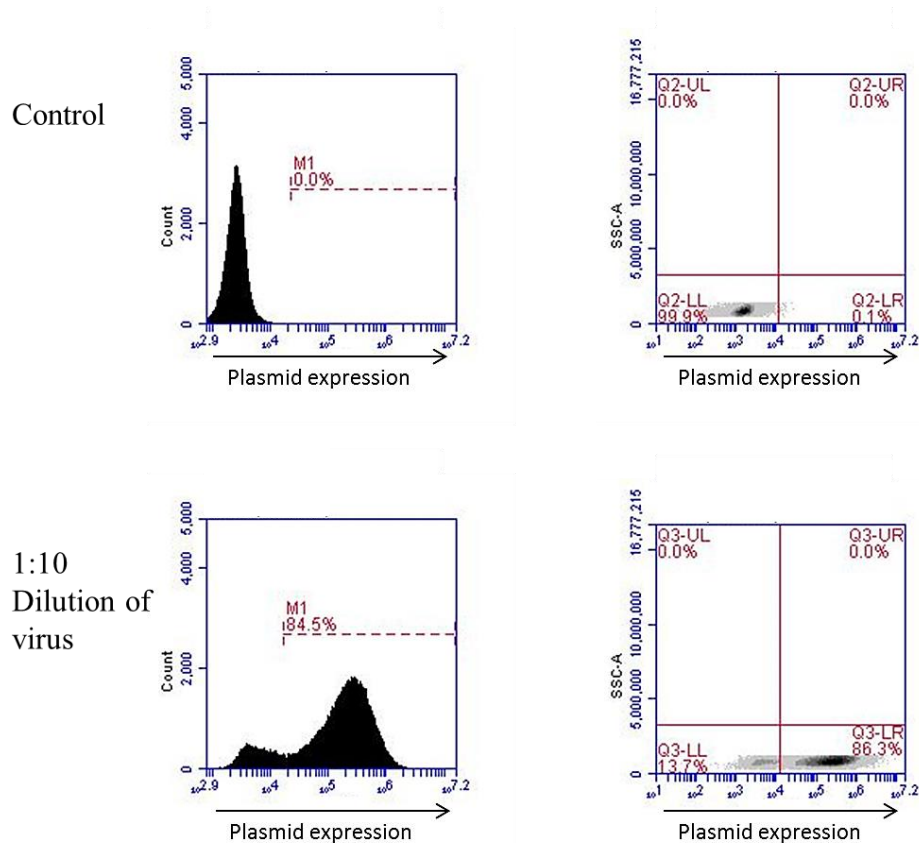 Control
5,000
4,000
2,000
0
Count
M1
0.0%
10^2.9 10^4 10^5 10^6 10^7.2
Plasmid expression
16,777,215
10,000,000
5,000,000
0
SSC-A
Q2-UL
0.0%
Q2-UR
0.0%
Q2-LL
99.9%
Q2-LR
0.1%
10^1 10^2 10^3 10^4 10^5 10^6 10^7.2
Plasmid expression
1:10
Dilution of
virus
5,000
4,000
2,000
0
Count
M1
84.5%
10^2.9 10^4 10^5 10^6 10^7.2
Plasmid expression
16,777,215
10,000,000
5,000,000
0
SSC-A
Q3-UL
0.0%
Q3-UR
0.0%
Q3-LL
13.7%
Q3-LR
86.3%
10^1 10^2 10^3 10^4 10^5 10^6 10^7.2
Plasmid expression